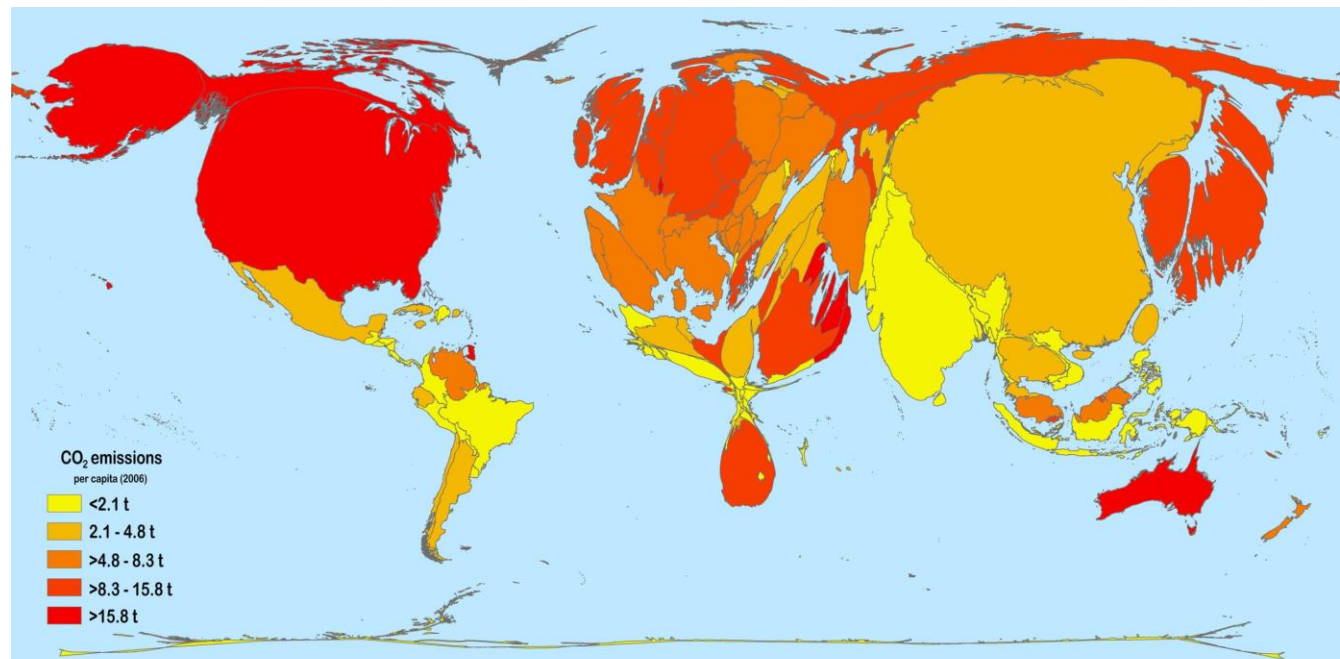 CO₂ emissions
per capita (2006)
<2.1 t
2.1 - 4.8 t
>4.8 - 8.3 t
>8.3 - 15.8 t
>15.8 t